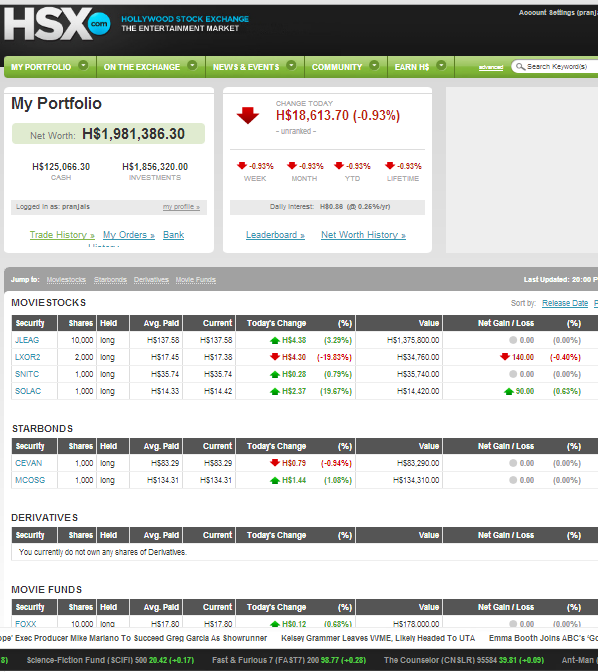 HSX.com HOLLYWOOD STOCK EXCHANGE
THE ENTERTAINMENT MARKET
Account Settings (pranj
MY PORTFOLIO ON THE EXCHANGE NEWS & EVENTS COMMUNITY EARN H$ advanced Search Keyword(s)
My Portfolio
Net Worth: H$1,981,386.30
H$125,066.30 H$1,856,320.00
CASH INVESTMENTS
Logged in as: pranjals my profile »
Trade History » My Orders » Bank
History »
CHANGE TODAY
H$18,613.70 (-0.93%)
- unranked -
-0.93% -0.93% -0.93% -0.93%
WEEK MONTH YTD LIFETIME
Daily Interest: H$0.86 (@ 0.25%/yr)
Leaderboard » Net Worth History »
Jump to: Moviestocks Starbonds Derivatives Movie Funds Last Updated: 20:00 P
MOVIESTOCKS Sort by: Release Date P
Security Shares Held Avg. Paid Current Today's Change (%) Value Net Gain / Loss (%)
JLEAG 10,000 long H$137.58 H$137.58 H$4.38 (3.29%) H$1,375,800.00 0.00 (0.00%)
LXOR2 2,000 long H$17.45 H$17.38 H$4.30 (-19.83%) H$34,760.00 140.00 (-0.40%)
SNITC 1,000 long H$35.74 H$35.74 H$0.28 (0.79%) H$35,740.00 0.00 (0.00%)
SOLAC 1,000 long H$14.33 H$14.42 H$2.37 (19.67%) H$14,420.00 90.00 (0.63%)
STARBONDS
Security Shares Held Avg. Paid Current Today's Change (%) Value Net Gain / Loss (%)
CEVAN 1,000 long H$83.29 H$83.29 H$0.79 (-0.94%) H$83,290.00 0.00 (0.00%)
MCOSG 1,000 long H$134.31 H$134.31 H$1.44 (1.08%) H$134,310.00 0.00 (0.00%)
DERIVATIVES
Security Shares Held Avg. Paid Current Today's Change (%) Value Net Gain / Loss (%)
You currently do not own any shares of Derivatives.
MOVIE FUNDS
Security Shares Held Avg. Paid Current Today's Change (%) Value Net Gain / Loss (%)
FOXX 10,000 long H$17.80 H$17.80 H$0.12 (0.68%) H$178,000.00 0.00 (0.00%)
ope' Exec Producer Mike Mariano To Succeed Greg Garcia As Showrunner Kelsey Grammer Leaves WME, Likely Headed To UTA Emma Booth Joins ABC's 'Go
8) Science-Fiction Fund (SCIFI) 500 20.42 (+0.17) Fast & Furious 7 (FAST7) 200 98.77 (+0.28) The Counselor (CNSLR) 95584 39.81 (+0.09) Ant-Man (